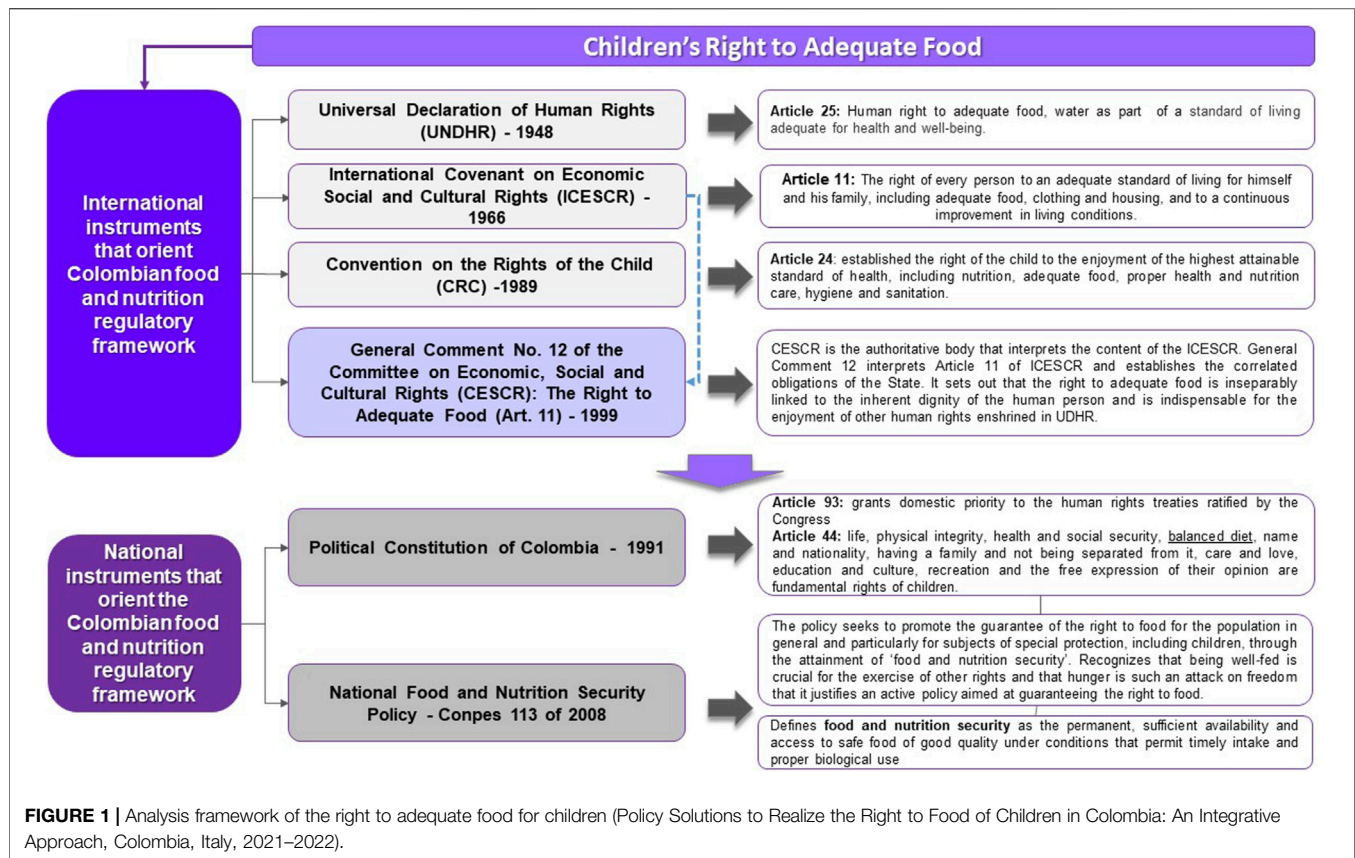 Children's Right to Adequate Food
International
instruments
that orient
Colombian food
and nutrition
regulatory
framework
Universal Declaration of Human Rights
(UNDHR) - 1948
Article 25: Human right to adequate food, water as part of a standard of living
adequate for health and well-being.
International Covenant on Economic
Social and Cultural Rights (ICESCR) -
1966
Article 11: The right of every person to an adequate standard of living for himself
and his family, including adequate food, clothing and housing, and to a continuous
improvement in living conditions.
Convention on the Rights of the Child
(CRC) -1989
Article 24: established the right of the child to the enjoyment of the highest attainable
standard of health, including nutrition, adequate food, proper health and nutrition
care, hygiene and sanitation.
General Comment No. 12 of the
Committee on Economic, Social and
Cultural Rights (CESCR): The Right to
Adequate Food (Art. 11) - 1999
CESCR is the authoritative body that interprets the content of the ICESCR. General
Comment 12 interprets Article 11 of ICESCR and establishes the correlated
obligations of the State. It sets out that the right to adequate food is inseparably
linked to the inherent dignity of the human person and is indispensable for the
enjoyment of other human rights enshrined in UDHR.
National
instruments that
orient the
Colombian food
and nutrition
regulatory
framework
Political Constitution of Colombia - 1991
Article 93: grants domestic priority to the human rights treaties ratified by the
Congress
Article 44: life, physical integrity, health and social security, balanced diet, name
and nationality, having a family and not being separated from it, care and love,
education and culture, recreation and the free expression of their opinion are
fundamental rights of children.
National Food and Nutrition Security
Policy - Conpes 113 of 2008
The policy seeks to promote the guarantee of the right to food for the population in
general and particularly for subjects of special protection, including children, through
the attainment of 'food and nutrition security'. Recognizes that being well-fed is
crucial for the exercise of other rights and that hunger is such an attack on freedom
that it justifies an active policy aimed at guaranteeing the right to food.
Defines food and nutrition security as the permanent, sufficient availability and
access to safe food of good quality under conditions that permit timely intake and
proper biological use
FIGURE 1 | Analysis framework of the right to adequate food for children (Policy Solutions to Realize the Right to Food of Children in Colombia: An Integrative
Approach, Colombia, Italy, 2021–2022).